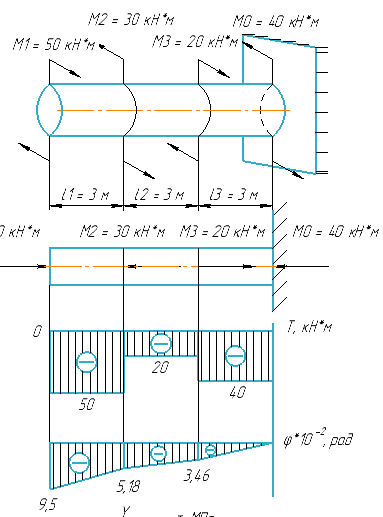 M2 = 30 кН*м
M0 = 40 кН*м
M1 = 50 кН*м
M3 = 20 кН*м
l1 = 3 м
l2 = 3 м
l3 = 3 м
0 кН*м
M2 = 30 кН*м
M3 = 20 кН*м
M0 = 40 кН*м
0
T, кН*м
20
40
50
φ*10⁻², рад
3,46
5,18
9,5